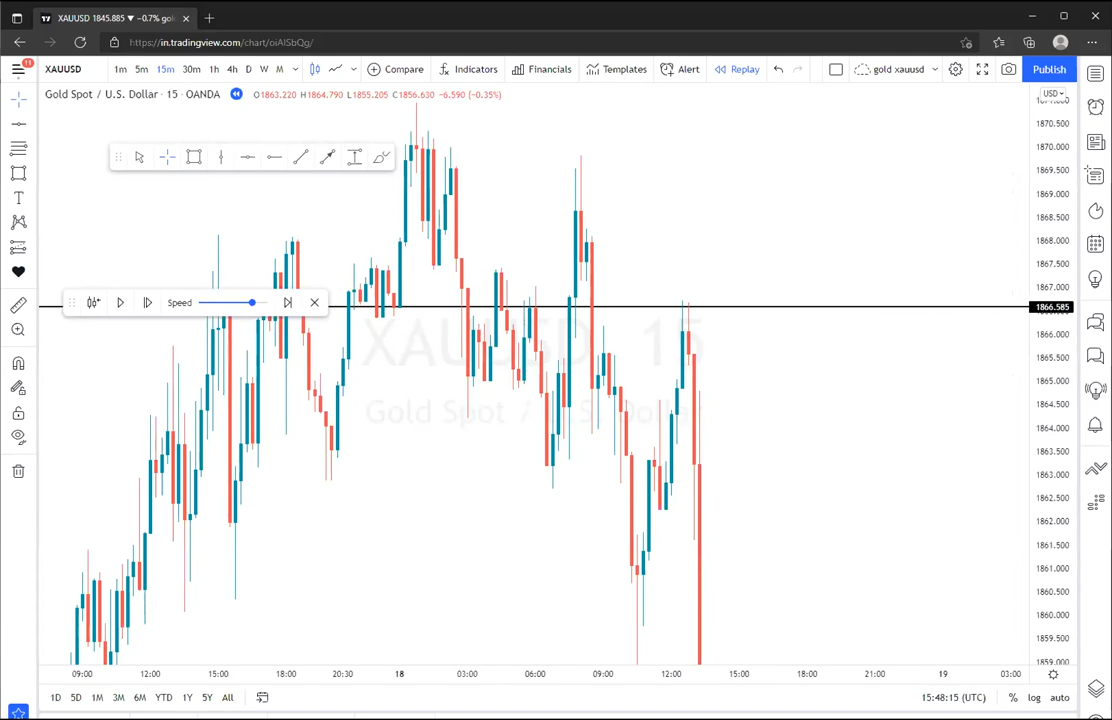 XAUUSD 1845.885 ▼ −0.7% gol
https://in.tradingview.com/chart/oiAlSbQg/
11
XAUUSD 1m 5m 15m 30m 1h 4h D W M Compare Indicators Financials Templates Alert Replay gold xauusd Publish
Gold Spot / U.S. Dollar · 15 · OANDA O1863.220 H1864.790 L1855.205 C1856.630 −6.590 (−0.35%)
USD
1870.500
1870.000
1869.500
1869.000
1868.500
1868.000
1867.500
1867.000
Speed
1866.585
1866.000
XAUUSD, 15
1865.500
1865.000
1864.500
Gold Spot / U.S. Dollar
1864.000
1863.500
1863.000
1862.500
1862.000
1861.500
1861.000
1860.500
1860.000
1859.500
1859.000
09:00 12:00 15:00 18:00 20:30 18 03:00 06:00 09:00 12:00 15:00 18:00 21:00 19 03:00
1D 5D 1M 3M 6M YTD 1Y 5Y All 15:48:15 (UTC) % log auto